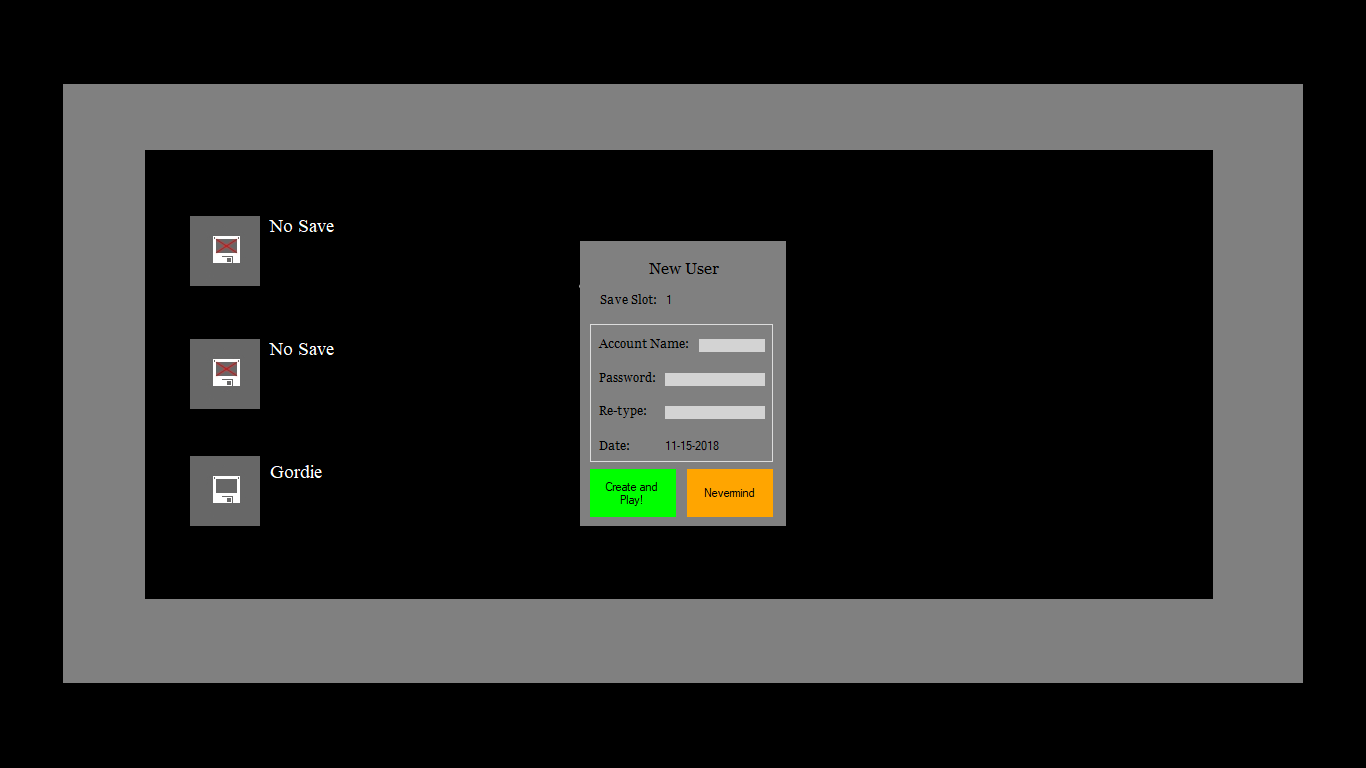 No Save
No Save
Gordie
New User
Save Slot: 1
Account Name:
Password:
Re-type:
Date: 11-15-2018
Create and
Play!
Nevermind